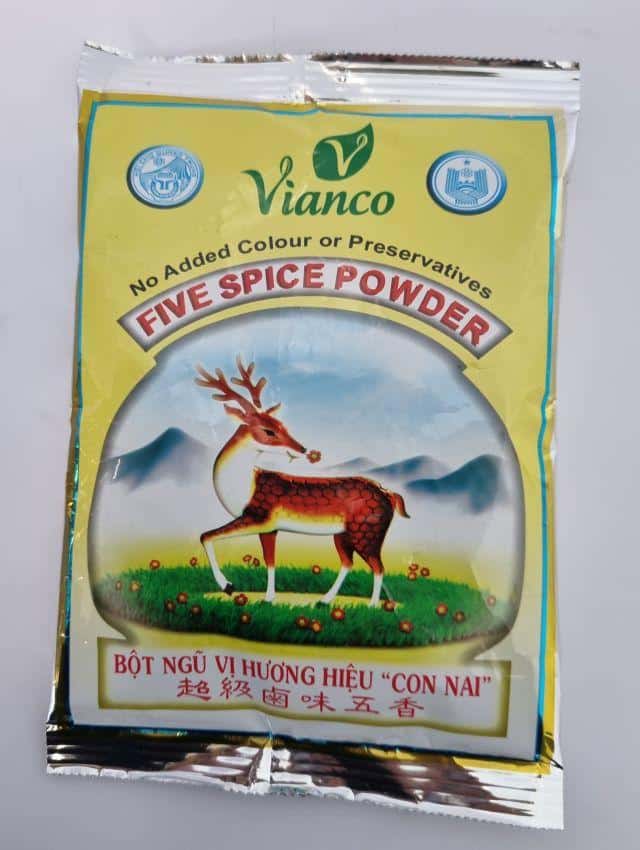 Vianco
No Added Colour or Preservatives
FIVE SPICE POWDER
BỘT NGŨ VỊ HƯƠNG HIỆU “CON NAI”
超級鹵味五香